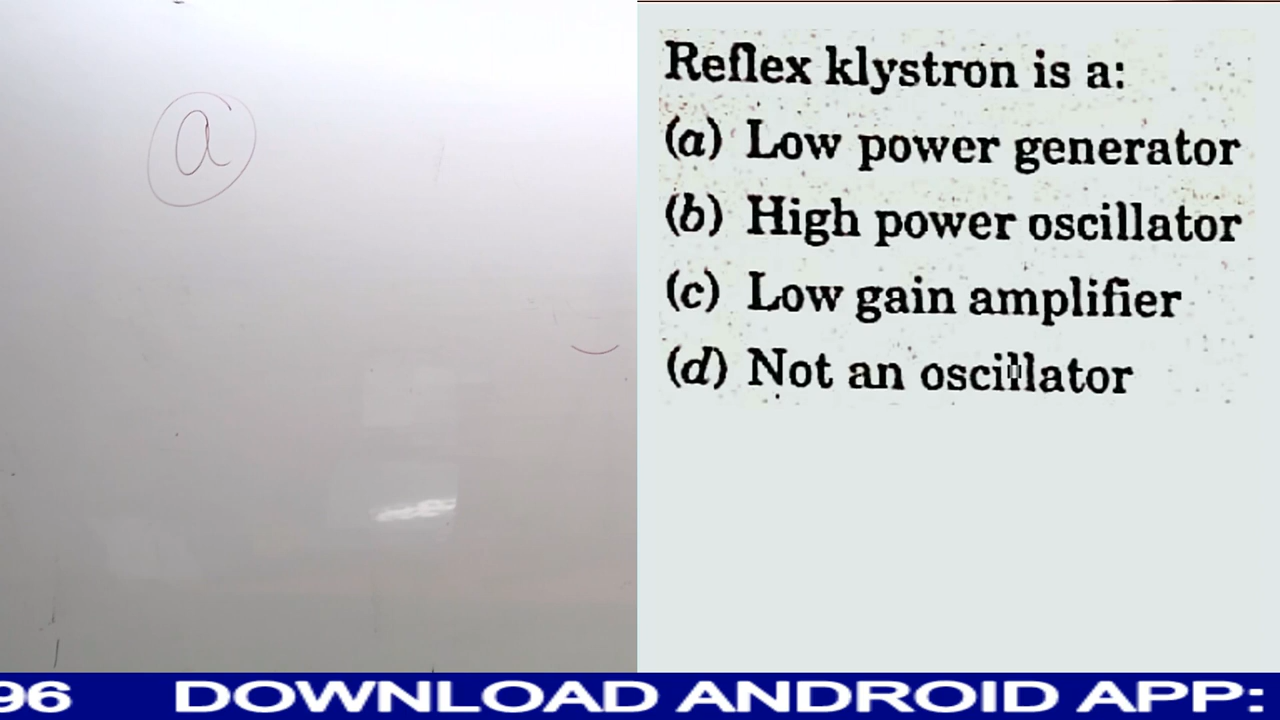 a
Reflex klystron is a:
(a) Low power generator
(b) High power oscillator
(c) Low gain amplifier
(d) Not an oscillator
96 DOWNLOAD ANDROID APP: